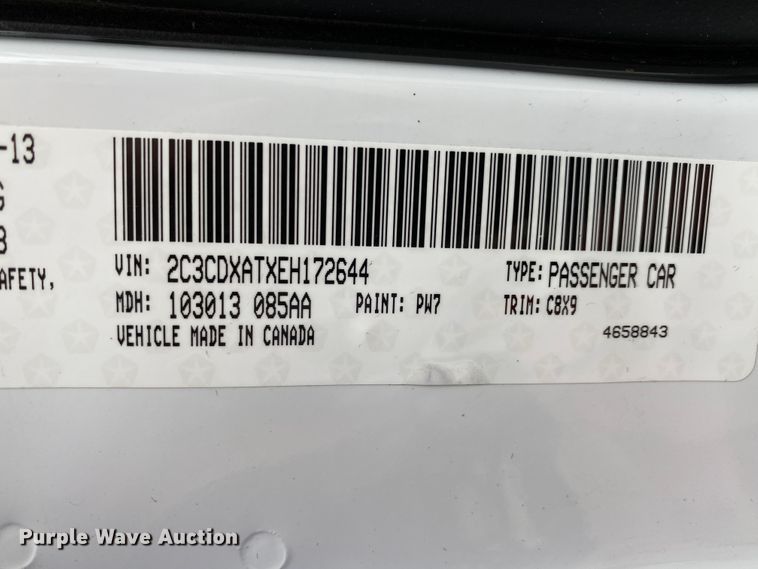 -13
G
8
AFETY,
VIN: 2C3CDXATXEH172644 TYPE: PASSENGER CAR
MDH: 103013 085AA PAINT: PW7 TRIM: C8X9
VEHICLE MADE IN CANADA 4658843
Purple Wave Auction